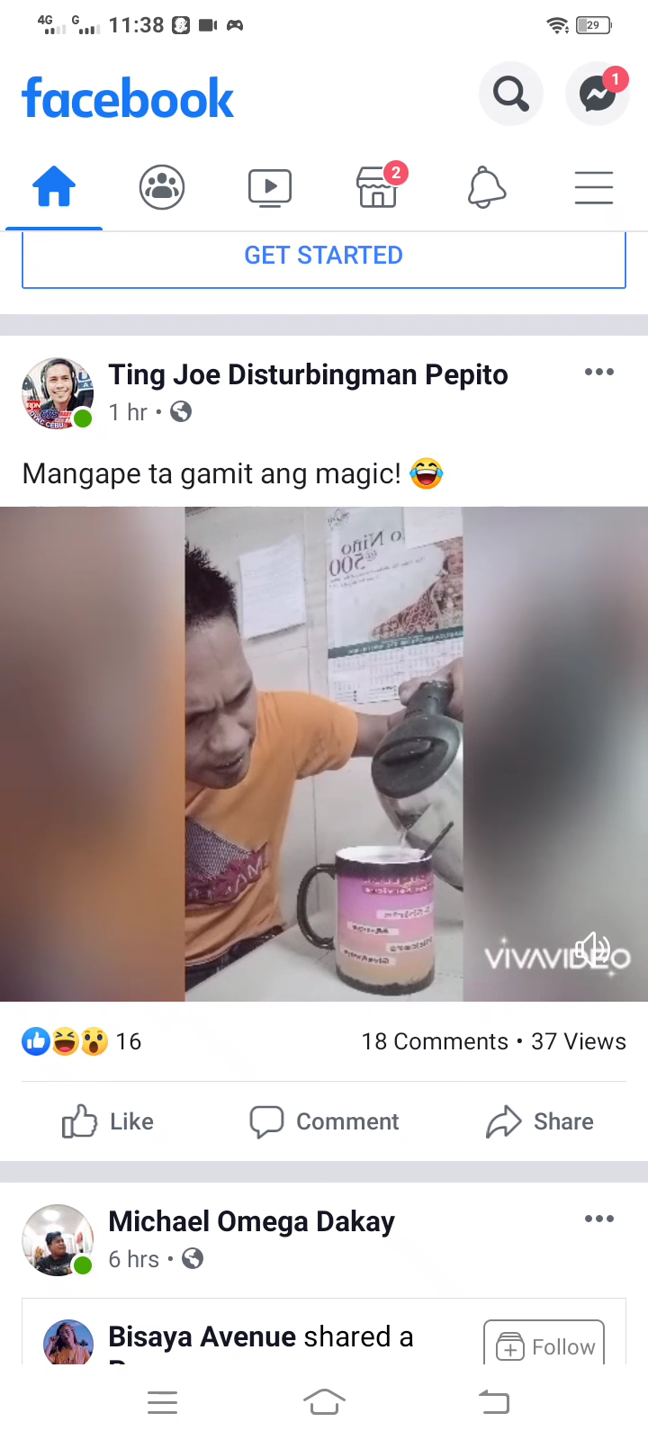 4G G 11:38 29
facebook
1
2
GET STARTED
Ting Joe Disturbingman Pepito
1 hr •
Mangape ta gamit ang magic! 😂
o Niño
@500
VIVAVIDEO
16 18 Comments • 37 Views
Like Comment Share
Michael Omega Dakay
6 hrs •
Bisaya Avenue shared a
Follow